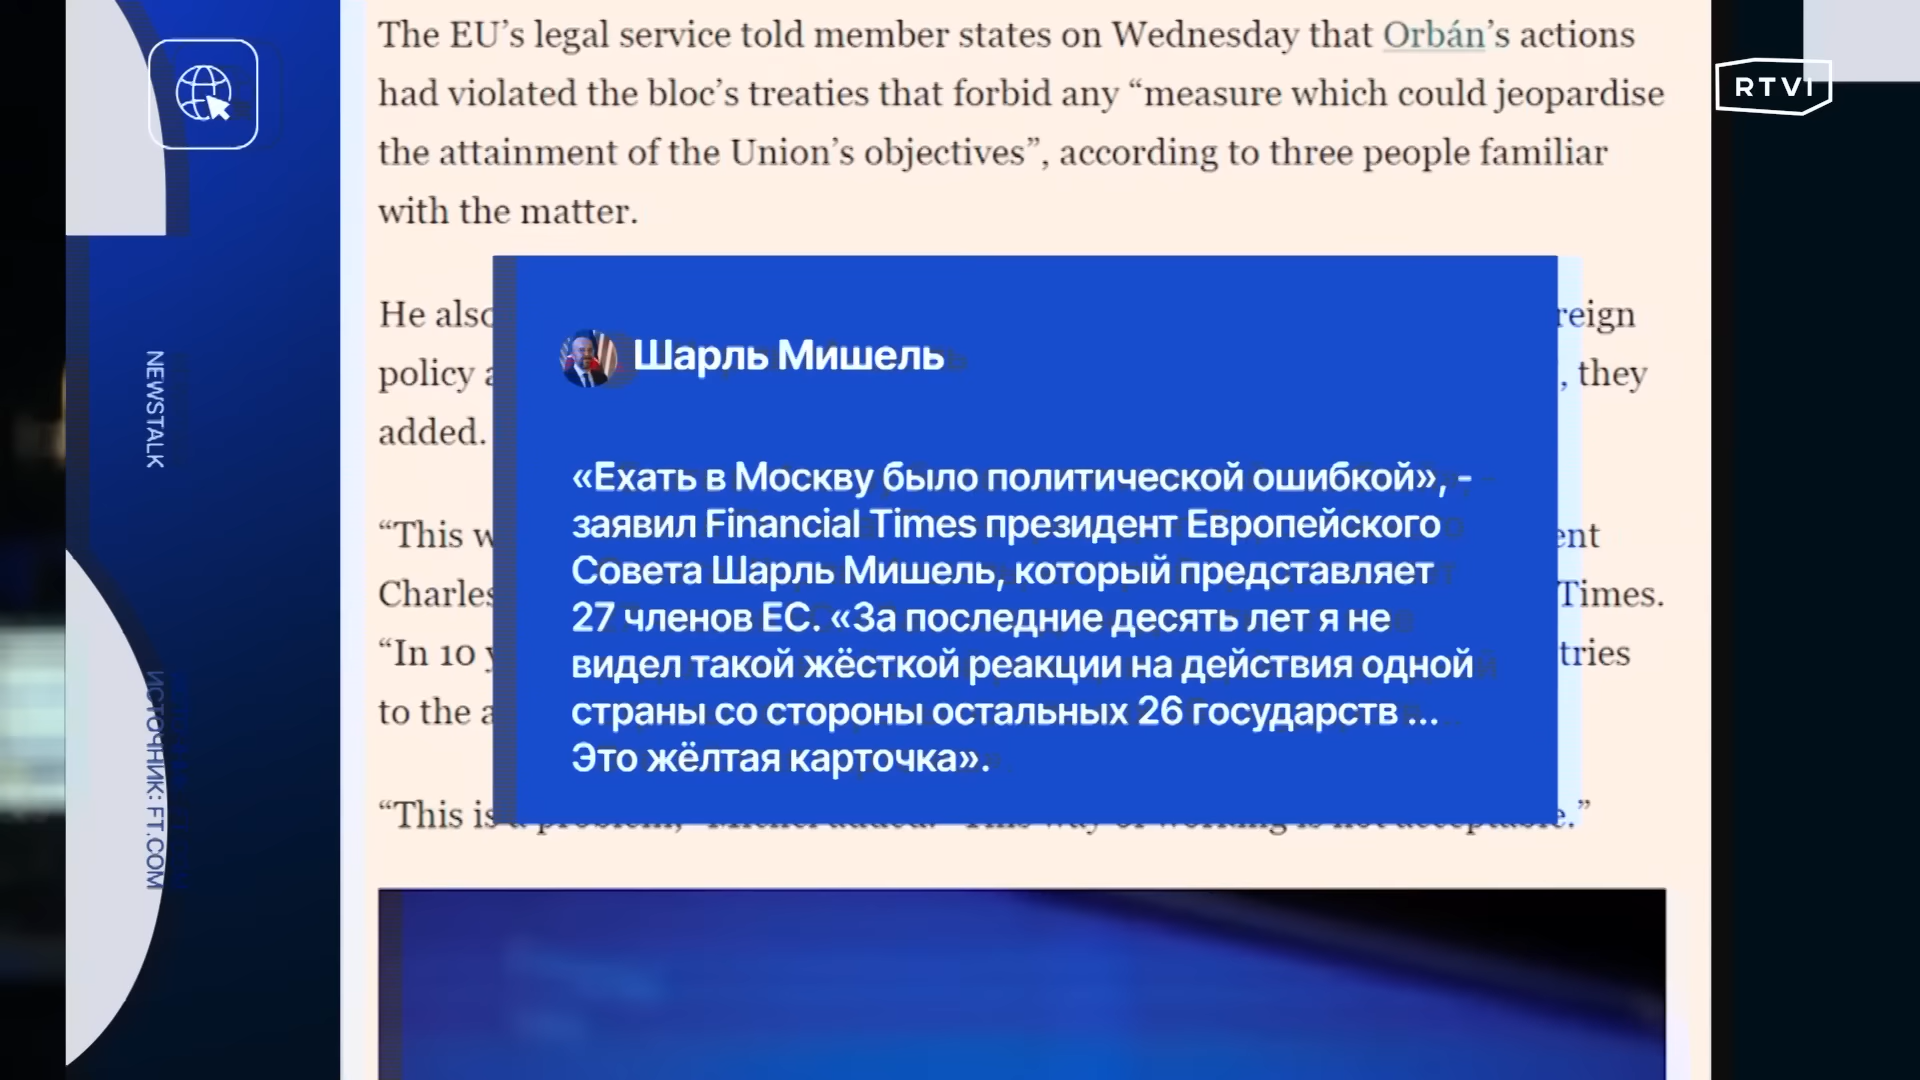 The EU’s legal service told member states on Wednesday that Orbán’s actions
had violated the bloc’s treaties that forbid any “measure which could jeopardise
the attainment of the Union’s objectives”, according to three people familiar
with the matter.
RTVI
He also
policy
, they
added.
Шарль Мишель
«Ехать в Москву было политической ошибкой», -
заявил Financial Times президент Европейского
Совета Шарль Мишель, который представляет
27 членов ЕС. «За последние десять лет я не
видел такой жёсткой реакции на действия одной
страны со стороны остальных 26 государств ...
Это жёлтая карточка».
“This
Charles
Times.
“In 10
to the
“This is
NEWSTALK
ИСТОЧНИК: FT.COM